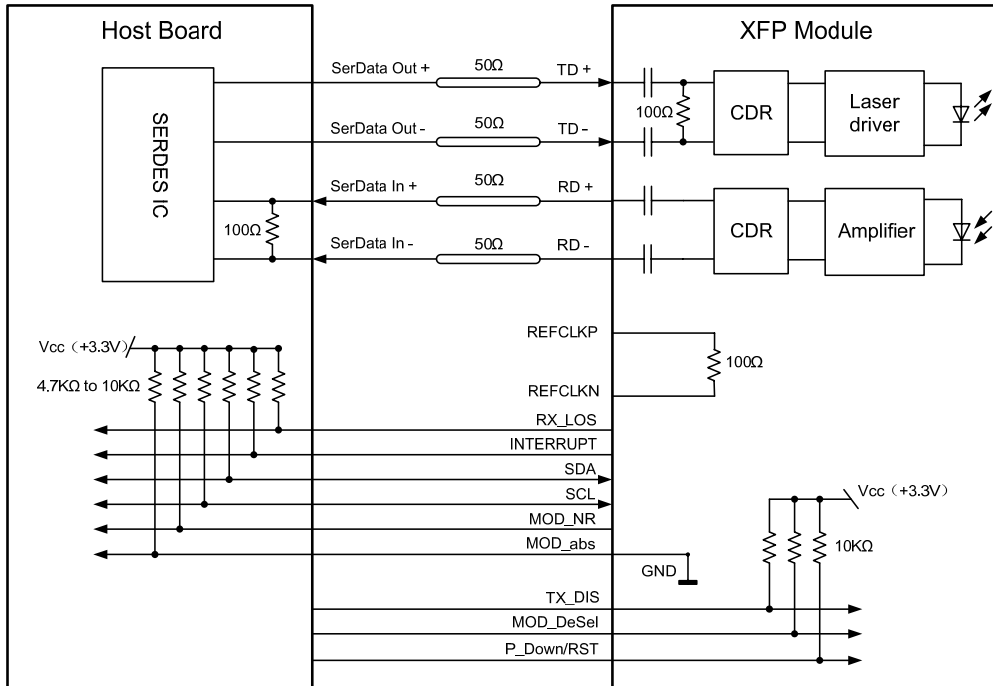 Host Board
XFP Module
SERDES IC
SerData Out +
50Ω
TD +
SerData Out -
50Ω
TD -
SerData In +
50Ω
RD +
SerData In -
50Ω
RD -
100Ω
100Ω
CDR
Laser
driver
CDR
Amplifier
REFCLKP
REFCLKN
100Ω
Vcc（+3.3V）
4.7KΩ to 10KΩ
RX_LOS
INTERRUPT
SDA
SCL
MOD_NR
MOD_abs
GND
Vcc（+3.3V）
10KΩ
TX_DIS
MOD_DeSel
P_Down/RST